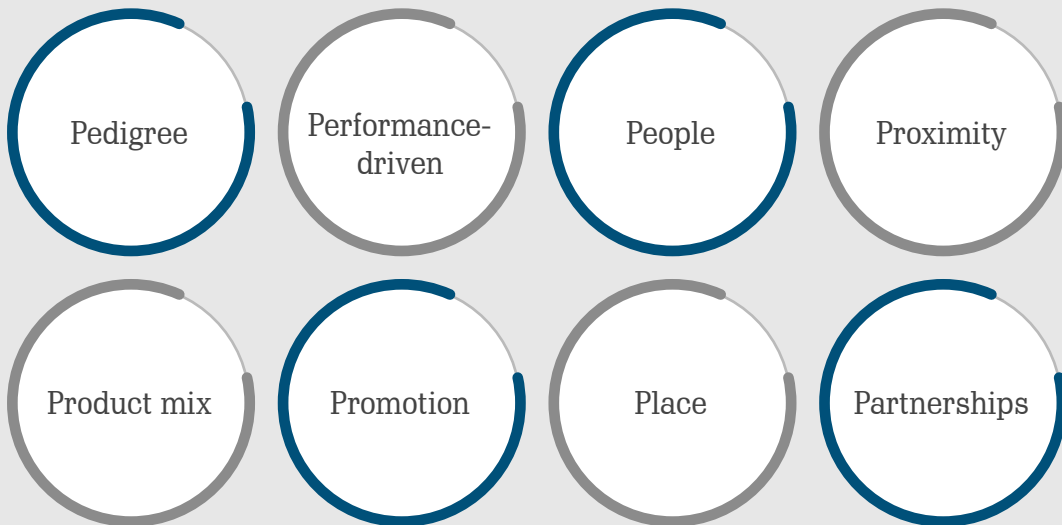 Pedigree
Performance-
driven
People
Proximity
Product mix
Promotion
Place
Partnerships